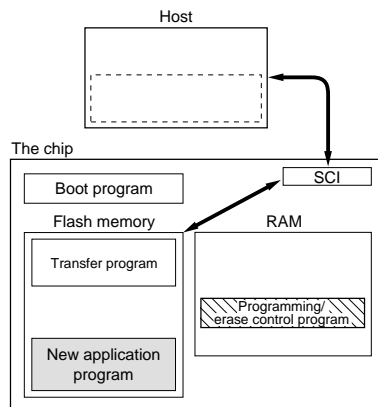 Host
The chip
SCI
Boot program
Flash memory
RAM
Transfer program
Programming/
erase control program
New application
program